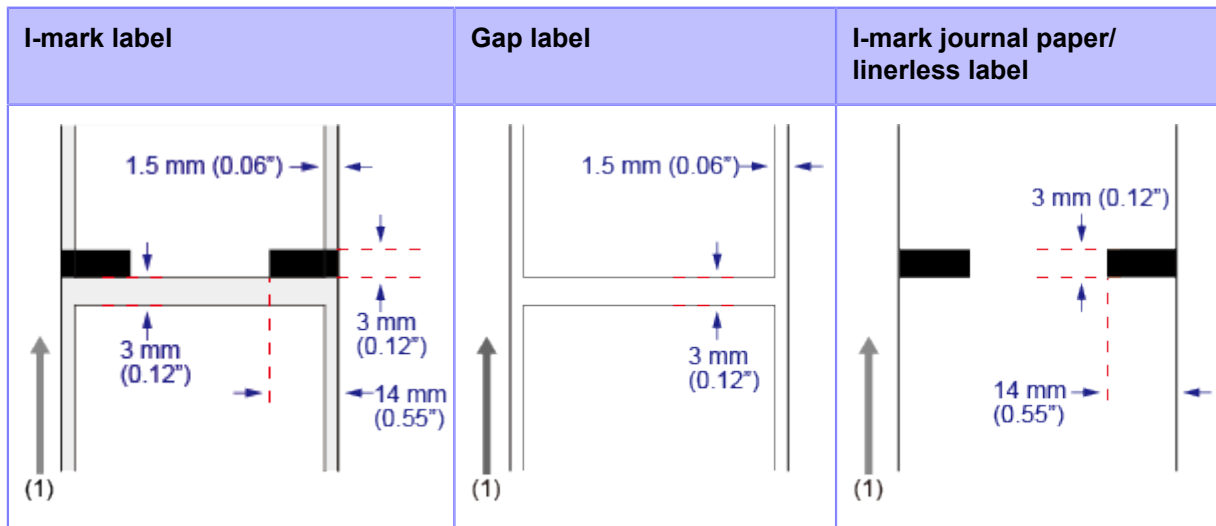 I-mark label
Gap label
I-mark journal paper/
linerless label
1.5 mm (0.06”)
3 mm
(0.12”)
3 mm
(0.12”)
14 mm
(0.55”)
(1)
1.5 mm (0.06”)
3 mm
(0.12”)
(1)
3 mm (0.12”)
14 mm
(0.55”)
(1)